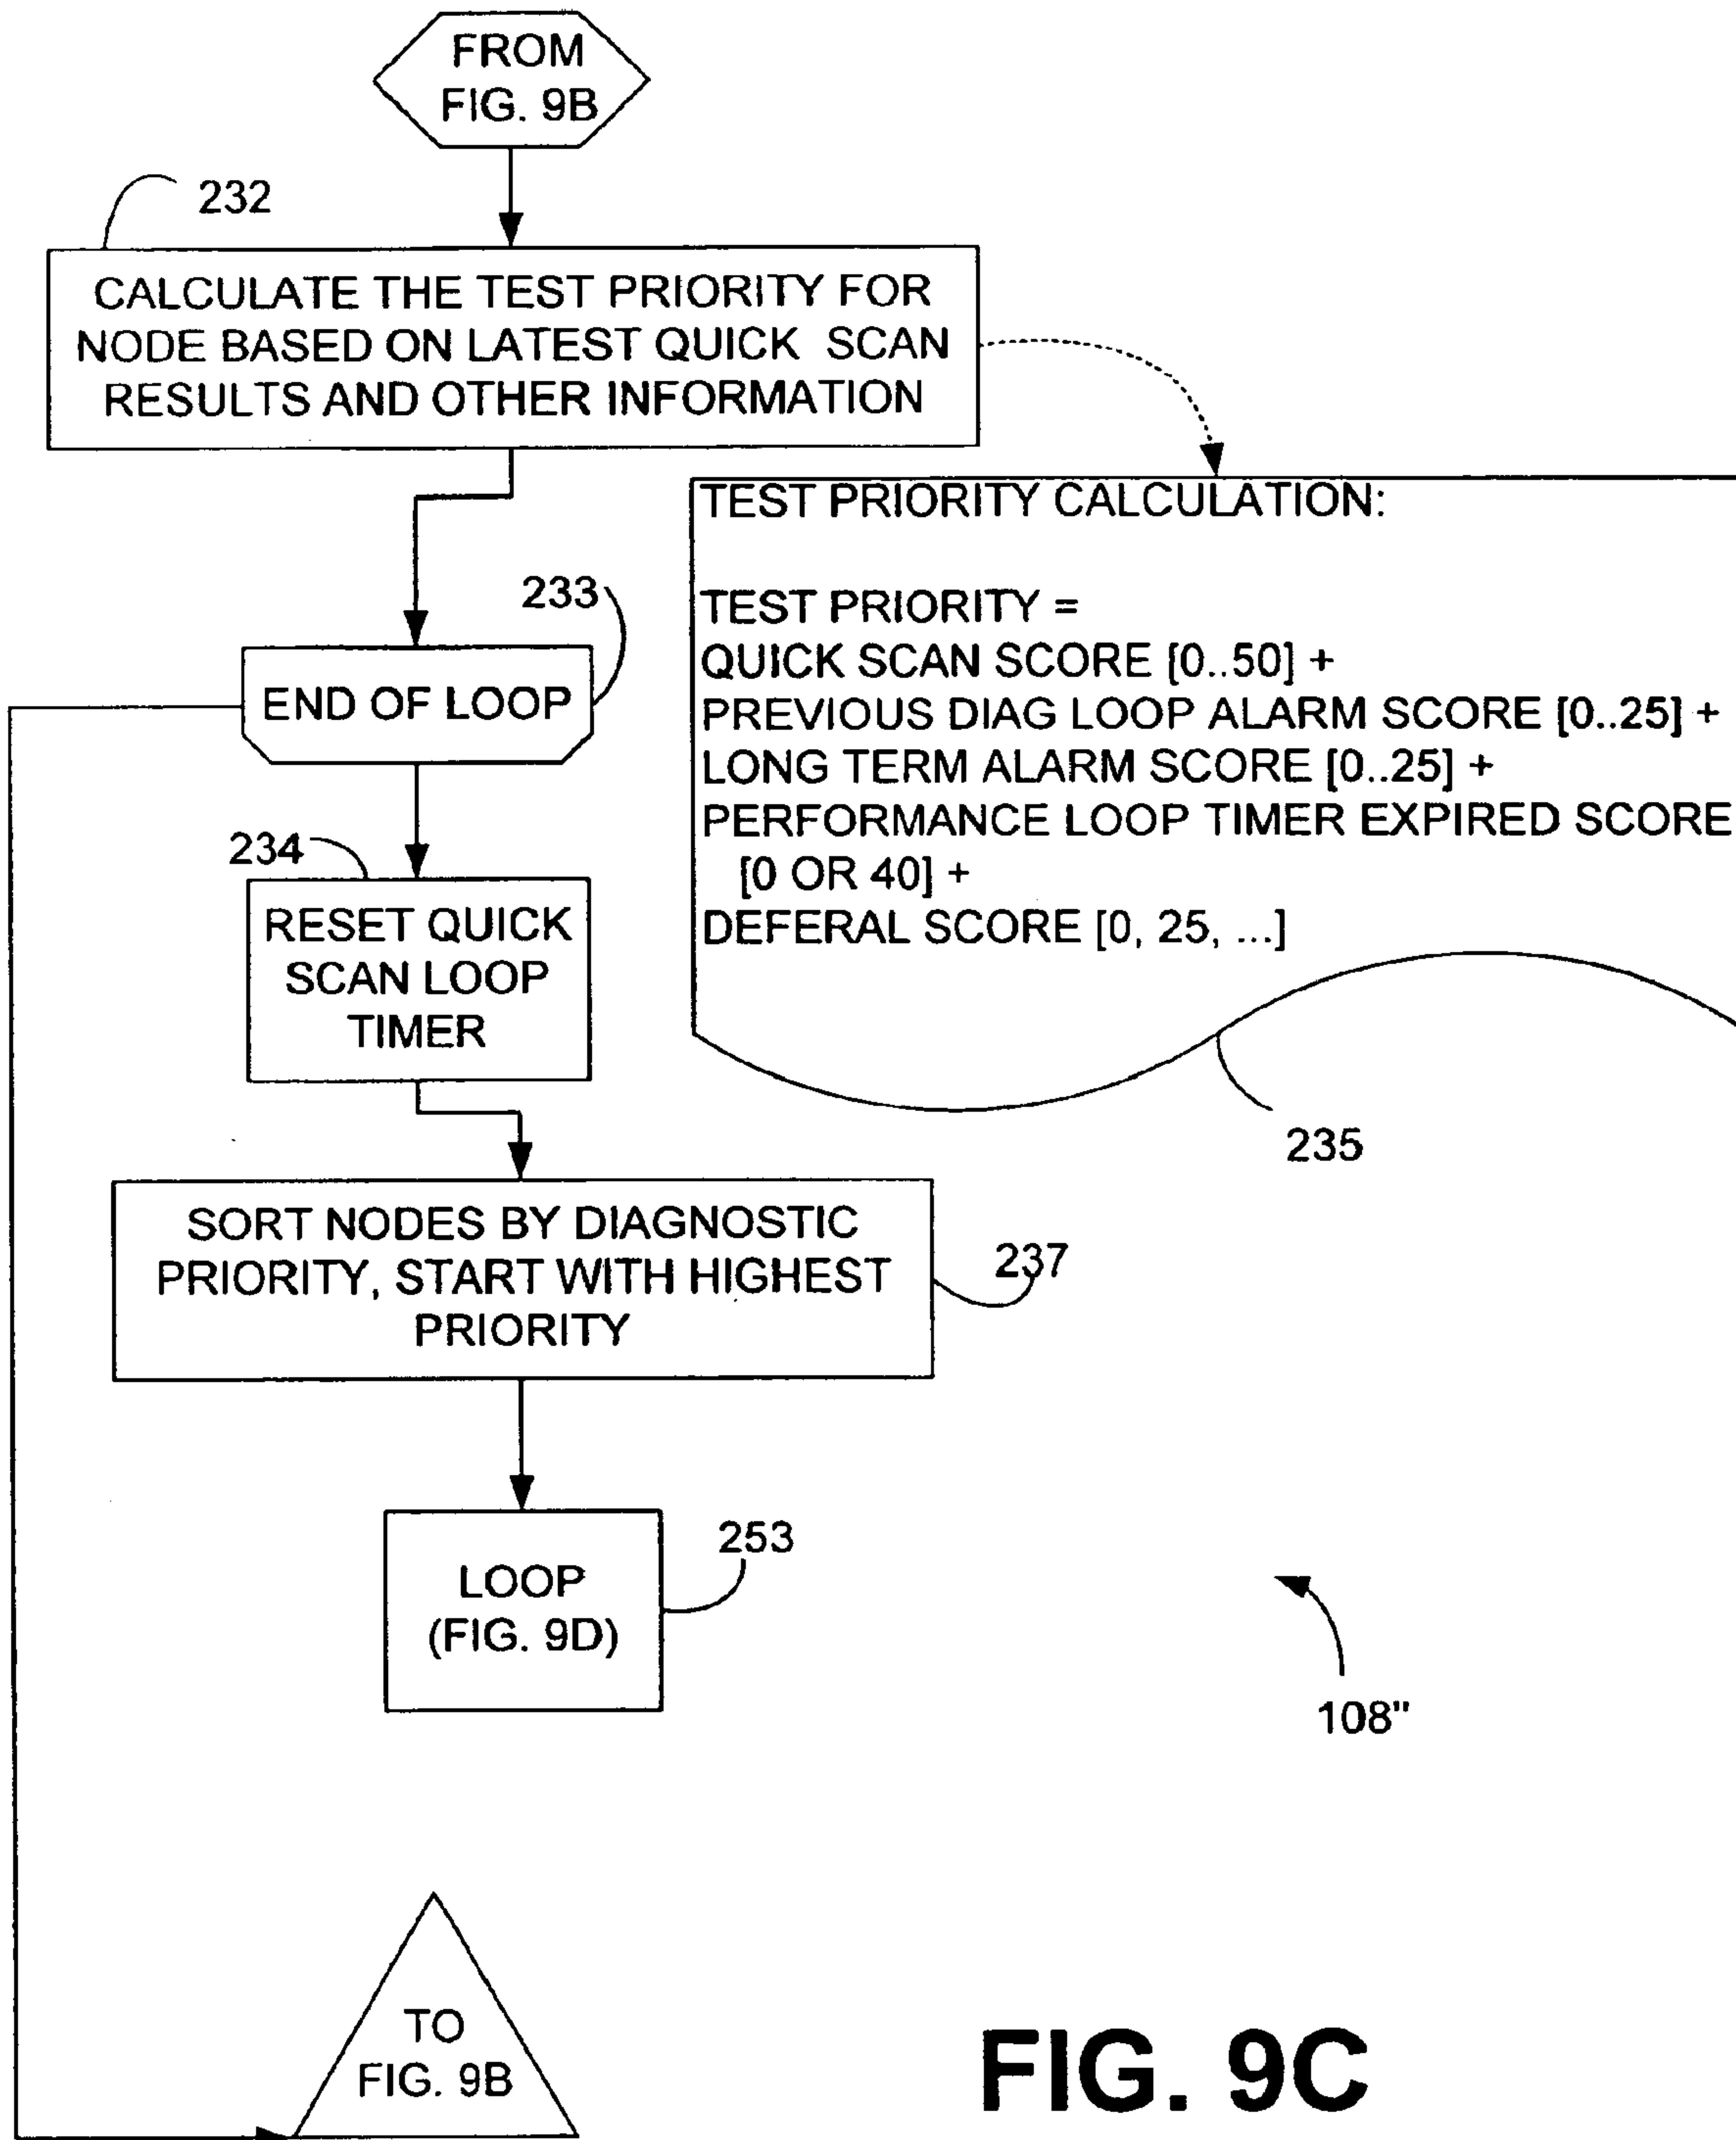 FROM
FIG. 9B
232
CALCULATE THE TEST PRIORITY FOR
NODE BASED ON LATEST QUICK SCAN
RESULTS AND OTHER INFORMATION
TEST PRIORITY CALCULATION:
TEST PRIORITY =
QUICK SCAN SCORE [0..50] +
PREVIOUS DIAG LOOP ALARM SCORE [0..25] +
LONG TERM ALARM SCORE [0..25] +
PERFORMANCE LOOP TIMER EXPIRED SCORE
[0 OR 40] +
DEFERAL SCORE [0, 25, ...]
235
233
END OF LOOP
234
RESET QUICK
SCAN LOOP
TIMER
SORT NODES BY DIAGNOSTIC
PRIORITY, START WITH HIGHEST
PRIORITY
237
LOOP
(FIG. 9D)
253
108"
TO
FIG. 9B
FIG. 9C